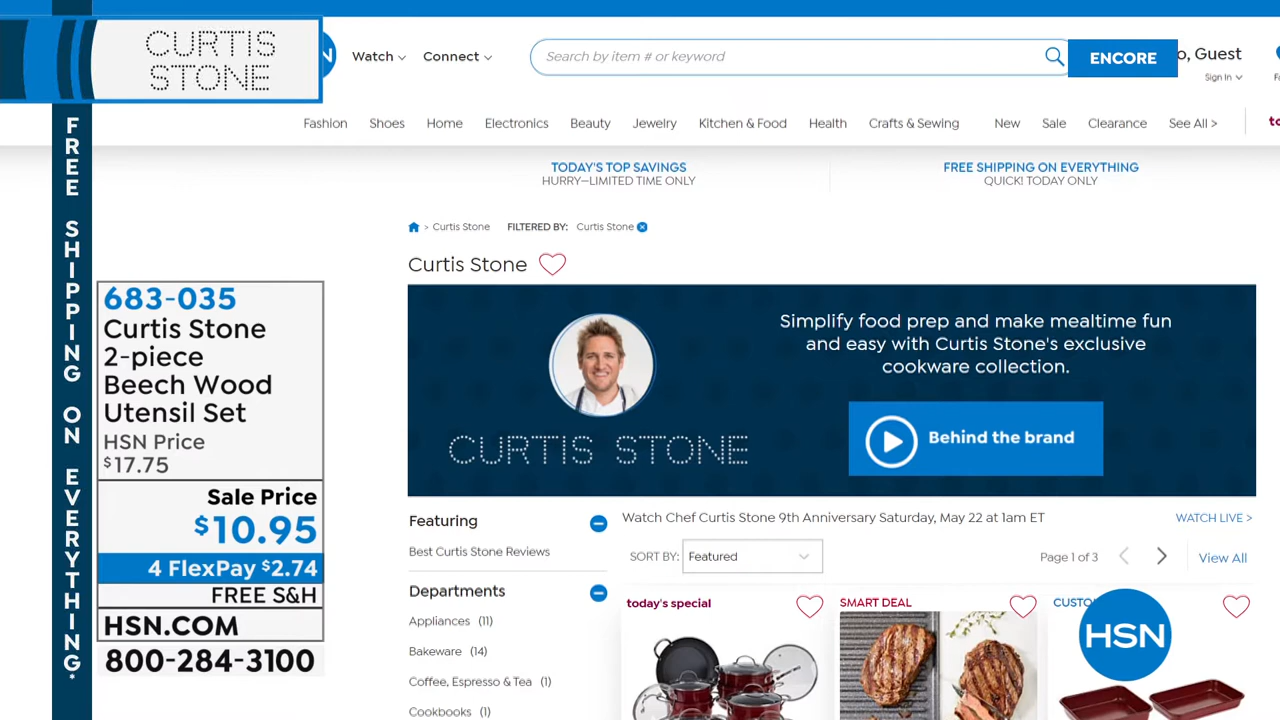 CURTIS
STONE
FREE SHIPPING ON EVERYTHING*
N
Watch
Connect
Search by item # or keyword
ENCORE
o, Guest
Sign In
Fashion Shoes Home Electronics Beauty Jewelry Kitchen & Food Health Crafts & Sewing New Sale Clearance See All >
TODAY'S TOP SAVINGS
HURRY—LIMITED TIME ONLY
FREE SHIPPING ON EVERYTHING
QUICK! TODAY ONLY
> Curtis Stone FILTERED BY: Curtis Stone
Curtis Stone
683-035
Curtis Stone
2-piece
Beech Wood
Utensil Set
HSN Price
$17.75
Sale Price
$10.95
4 FlexPay $2.74
FREE S&H
HSN.COM
800-284-3100
CURTIS STONE
Simplify food prep and make mealtime fun
and easy with Curtis Stone's exclusive
cookware collection.
Behind the brand
Featuring
Best Curtis Stone Reviews
Departments
Appliances (11)
Bakeware (14)
Coffee, Espresso & Tea (1)
Cookbooks (1)
Watch Chef Curtis Stone 9th Anniversary Saturday, May 22 at 1am ET
WATCH LIVE >
SORT BY: Featured
Page 1 of 3
View All
today's special
SMART DEAL
CUSTO
HSN